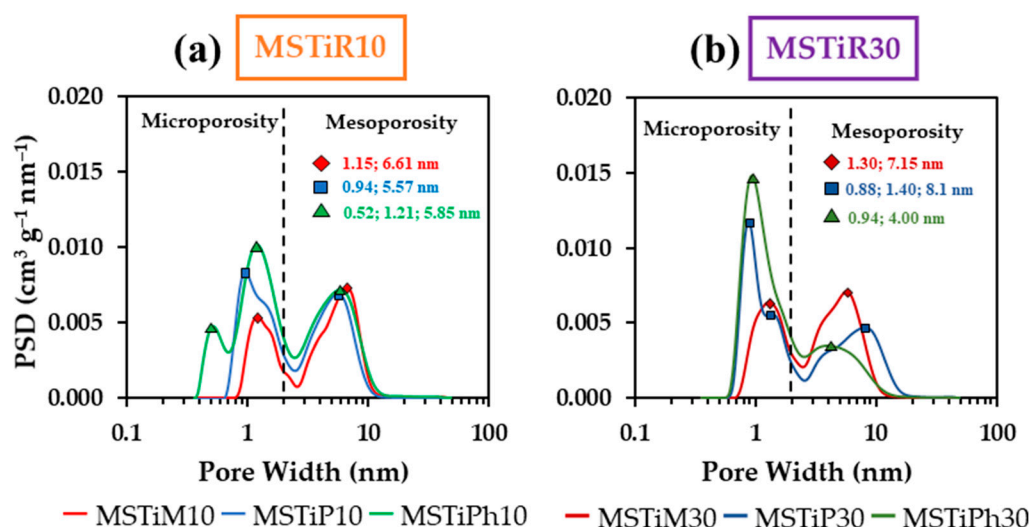 (a) MSTiR10
0.020
0.015
0.010
0.005
0.000
PSD (cm³ g⁻¹ nm⁻¹)
Microporosity
Mesoporosity
1.15; 6.61 nm
0.94; 5.57 nm
0.52; 1.21; 5.85 nm
0.1 1 10 100
Pore Width (nm)
MSTiM10 MSTiP10 MSTiPh10
(b) MSTiR30
0.020
0.015
0.010
0.005
0.000
Microporosity
Mesoporosity
1.30; 7.15 nm
0.88; 1.40; 8.1 nm
0.94; 4.00 nm
0.1 1 10 100
Pore Width (nm)
MSTiM30 MSTiP30 MSTiPh30